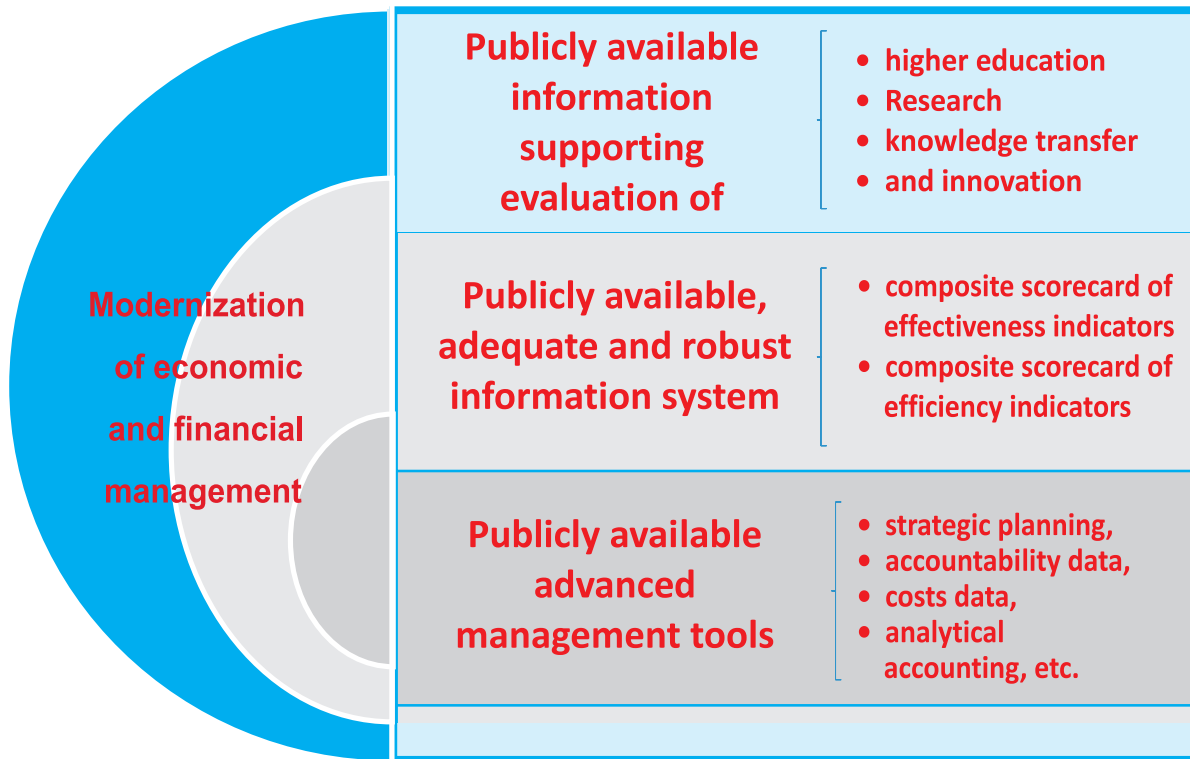 Modernization
of economic
and financial
management
Publicly available
information
supporting
evaluation of
• higher education
• Research
• knowledge transfer
• and innovation
Publicly available,
adequate and robust
information system
• composite scorecard of
effectiveness indicators
• composite scorecard of
efficiency indicators
Publicly available
advanced
management tools
• strategic planning,
• accountability data,
• costs data,
• analytical
accounting, etc.